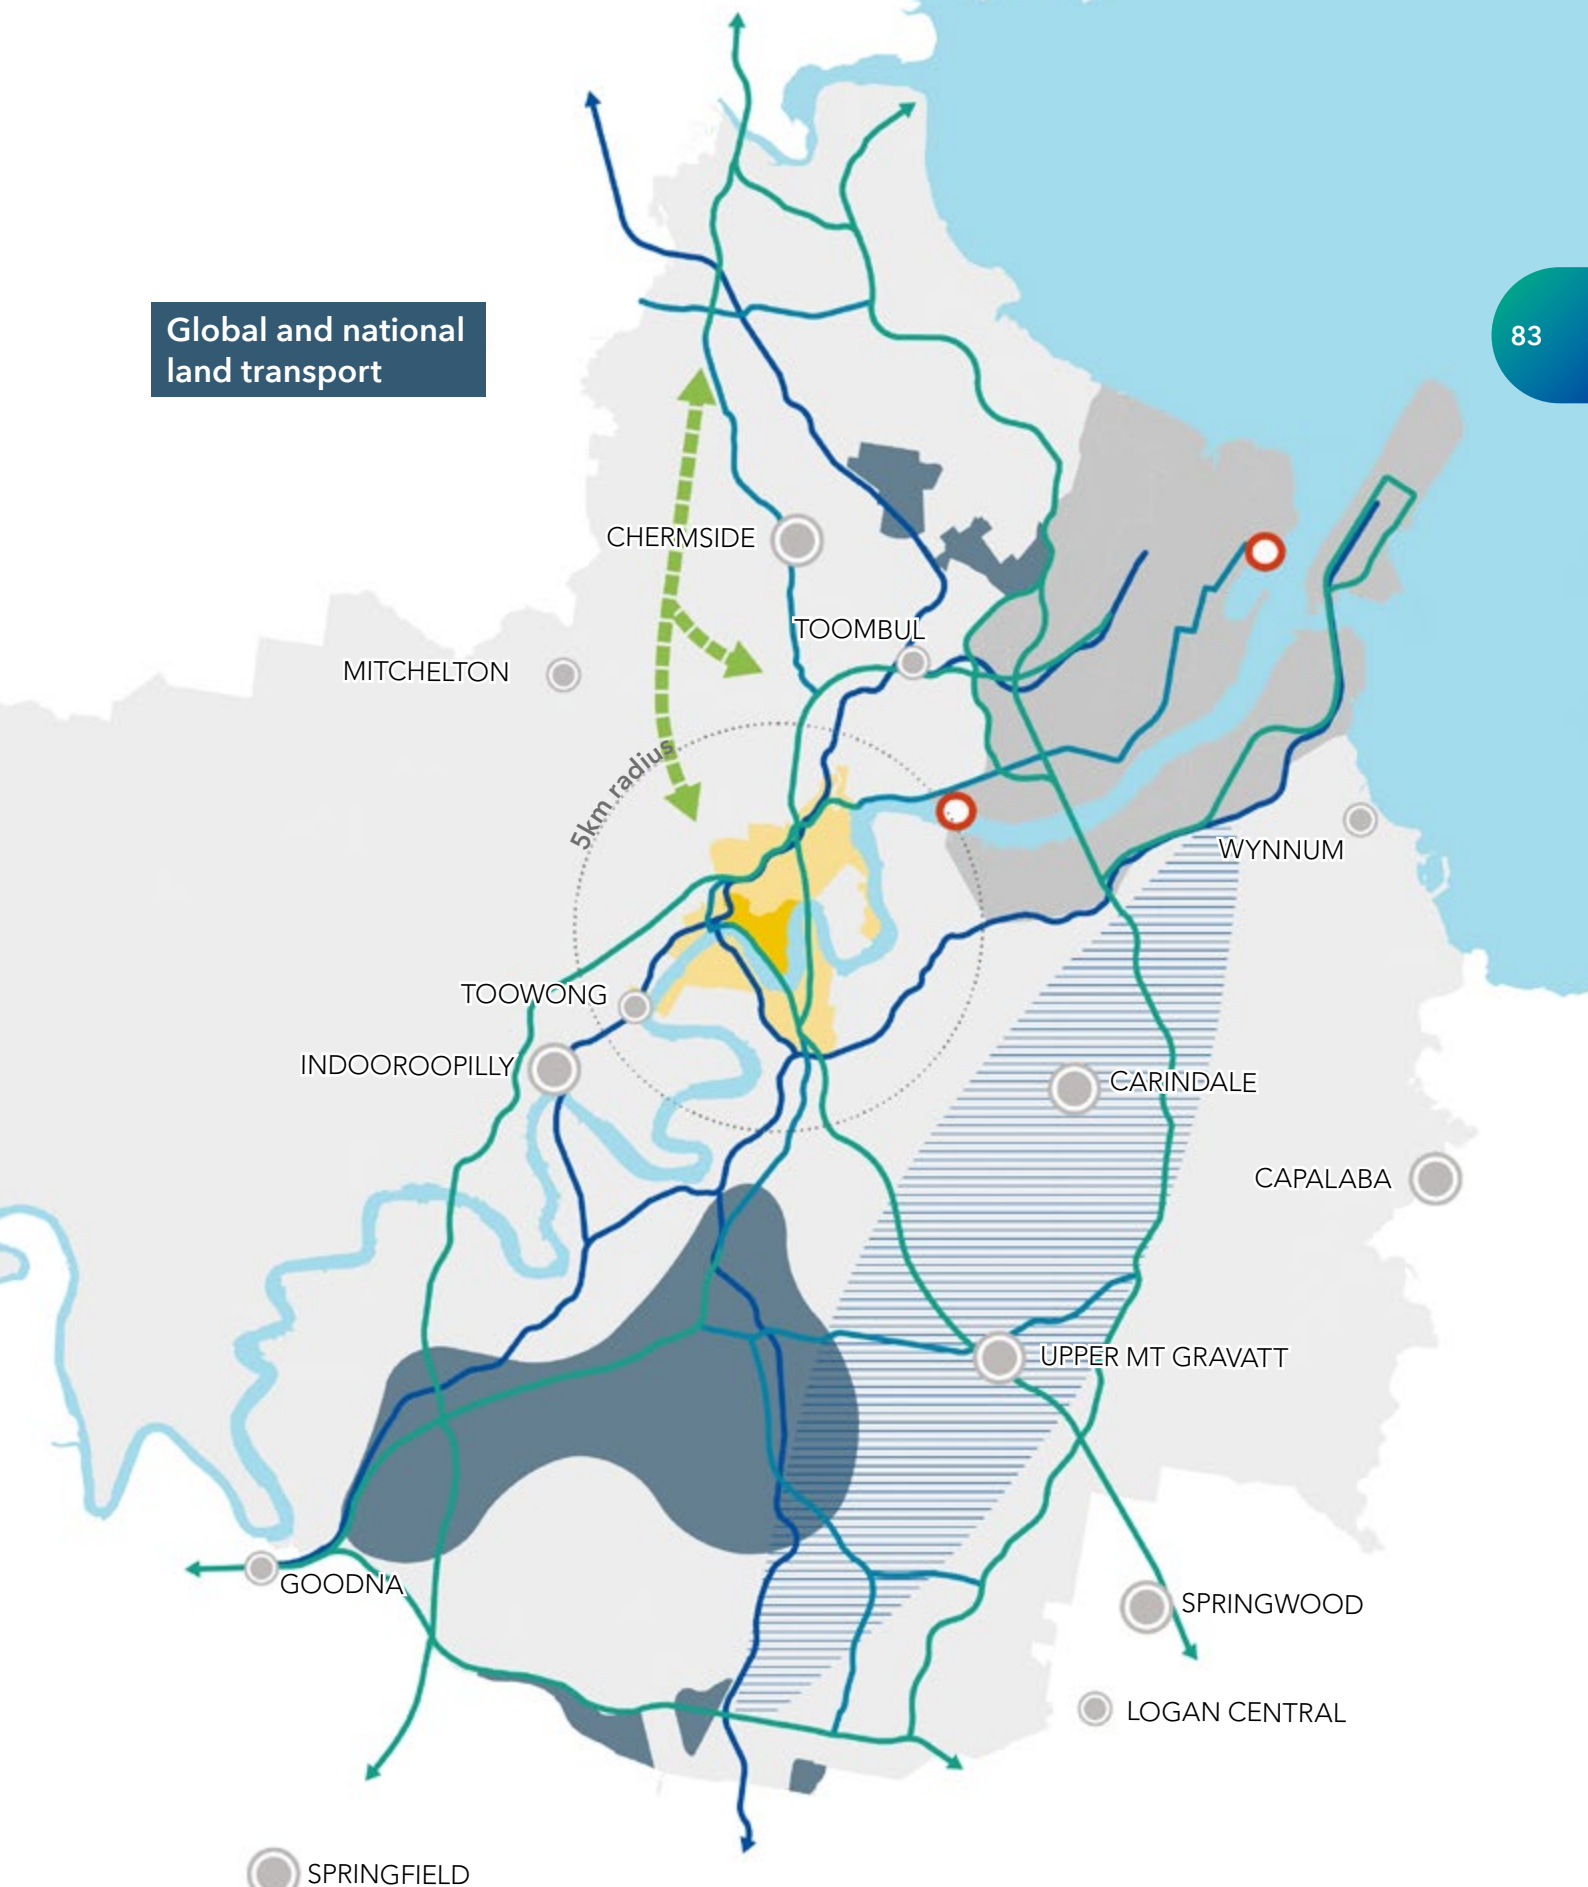 Global and national
land transport
83
CHERMSIDE
TOOMBUL
MITCHELTON
5km radius
WYNNUM
TOOWONG
INDOOROOPILLY
CARINDALE
CAPALABA
UPPER MT GRAVATT
GOODNA
SPRINGWOOD
LOGAN CENTRAL
SPRINGFIELD